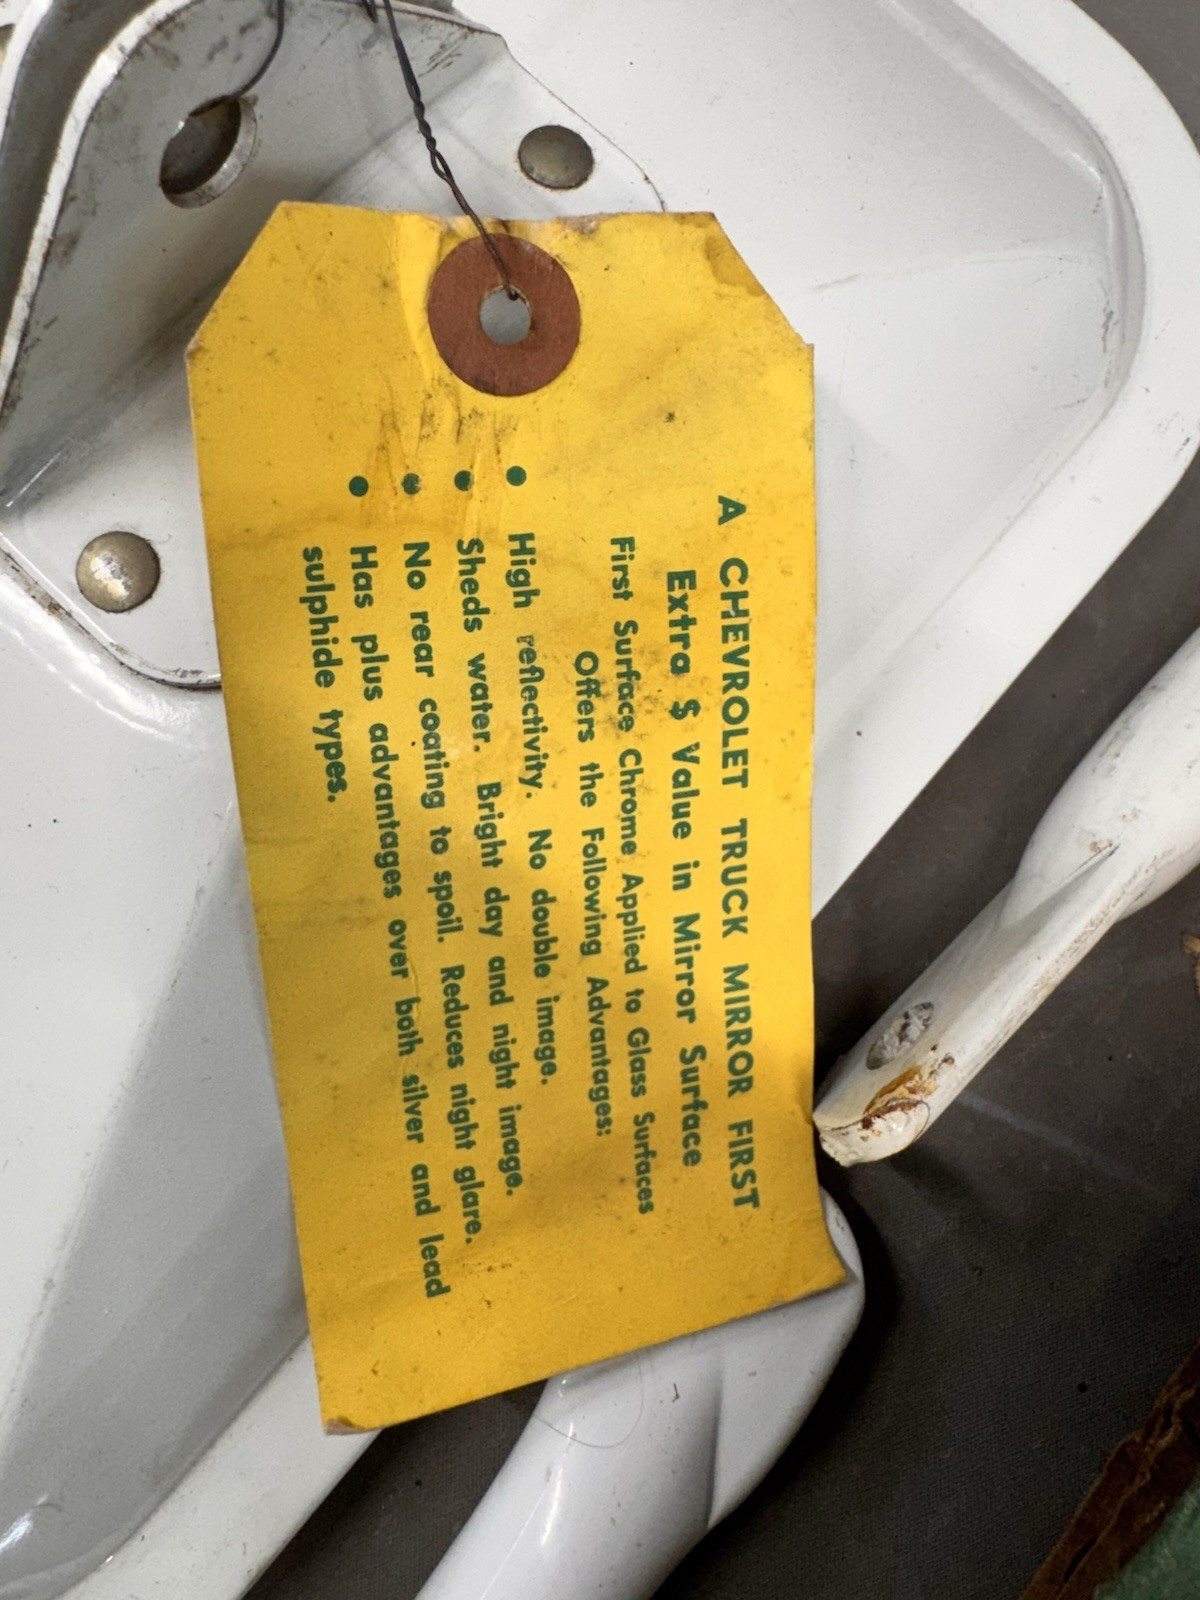 A CHEVROLET TRUCK MIRROR FIRST
Extra $ Value in Mirror Surface
First Surface Chrome Applied to Glass Surfaces
Offers the Following Advantages:
• High reflectivity. No double image.
• Sheds water. Bright day and night image.
• No rear coating to spoil. Reduces night glare.
• Has plus advantages over both silver and lead
sulphide types.